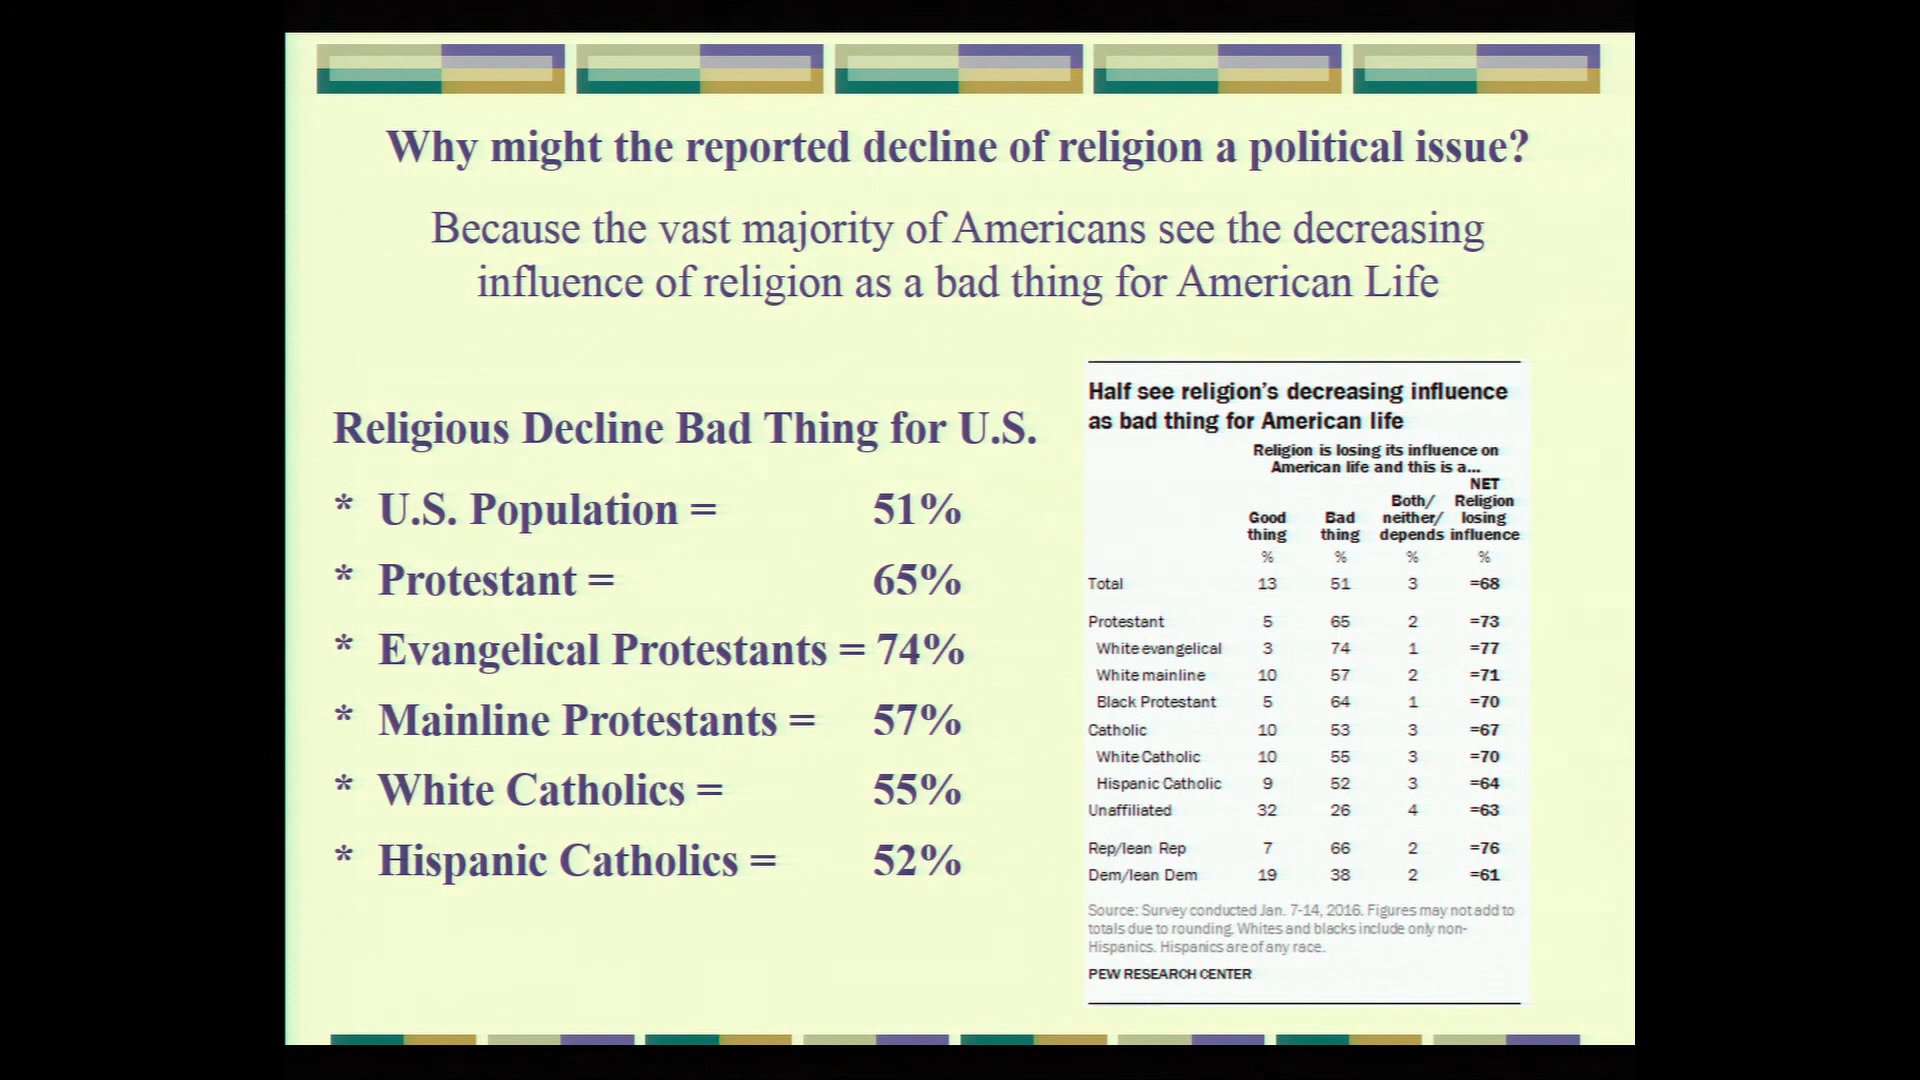 Why might the reported decline of religion a political issue?
Because the vast majority of Americans see the decreasing
influence of religion as a bad thing for American Life
Religious Decline Bad Thing for U.S.
* U.S. Population = 51%
* Protestant = 65%
* Evangelical Protestants = 74%
* Mainline Protestants = 57%
* White Catholics = 55%
* Hispanic Catholics = 52%
Half see religion's decreasing influence
as bad thing for American life
Religion is losing its influence on
American life and this is a...
NET
Both/ Religion
Good Bad neither/ losing
thing thing depends influence
% % % %
Total 13 51 3 =68
Protestant 5 65 2 =73
White evangelical 3 74 1 =77
White mainline 10 57 2 =71
Black Protestant 5 64 1 =70
Catholic 10 53 3 =67
White Catholic 10 55 3 =70
Hispanic Catholic 9 52 3 =64
Unaffiliated 32 26 4 =63
Rep/lean Rep 7 66 2 =76
Dem/lean Dem 19 38 2 =61
Source: Survey conducted Jan. 7-14, 2016. Figures may not add to
totals due to rounding. Whites and blacks include only non-
Hispanics. Hispanics are of any race.
PEW RESEARCH CENTER